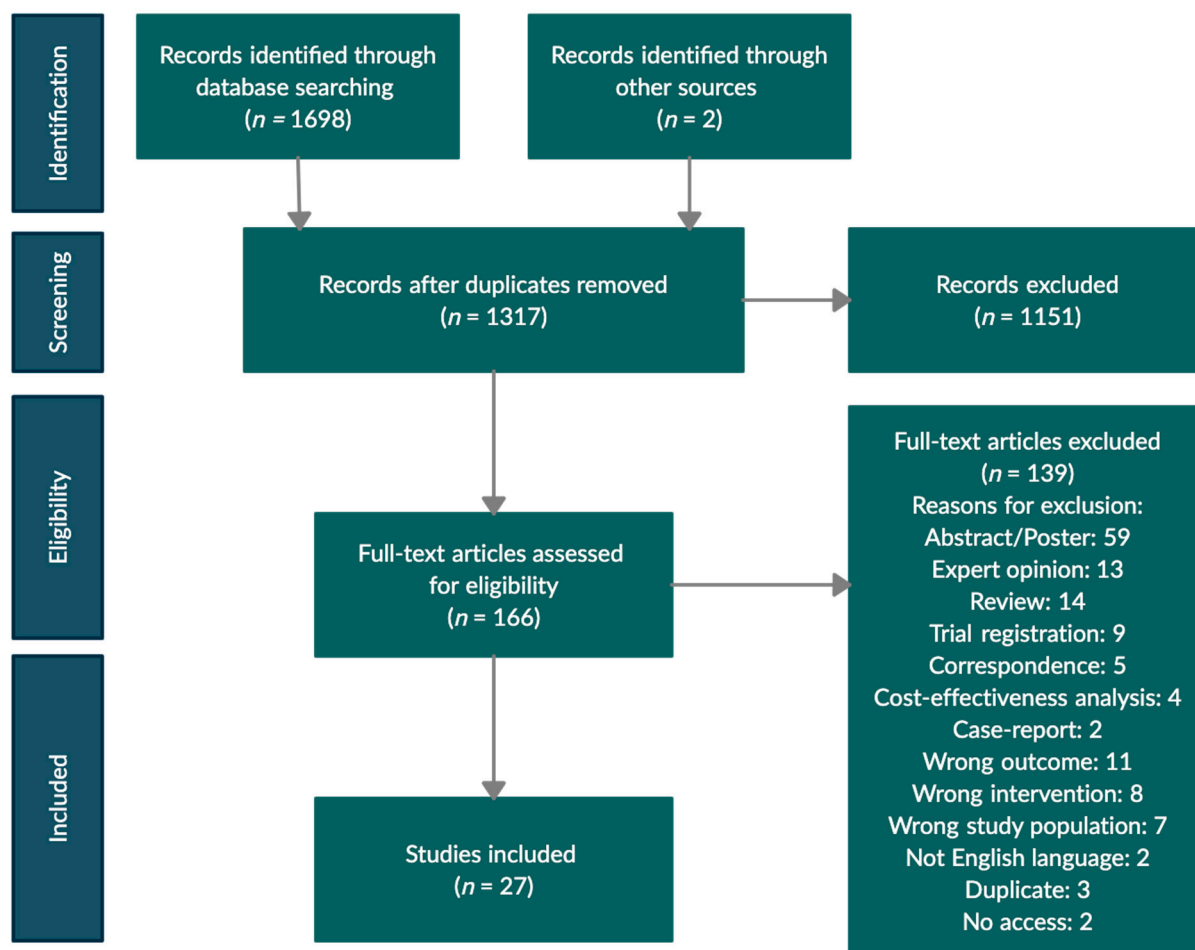 Identification
Records identified through
database searching
(n = 1698)
Records identified through
other sources
(n = 2)
Screening
Records after duplicates removed
(n = 1317)
Records excluded
(n = 1151)
Eligibility
Full-text articles assessed
for eligibility
(n = 166)
Full-text articles excluded
(n = 139)
Reasons for exclusion:
Abstract/Poster: 59
Expert opinion: 13
Review: 14
Trial registration: 9
Correspondence: 5
Cost-effectiveness analysis: 4
Case-report: 2
Wrong outcome: 11
Wrong intervention: 8
Wrong study population: 7
Not English language: 2
Duplicate: 3
No access: 2
Included
Studies included
(n = 27)